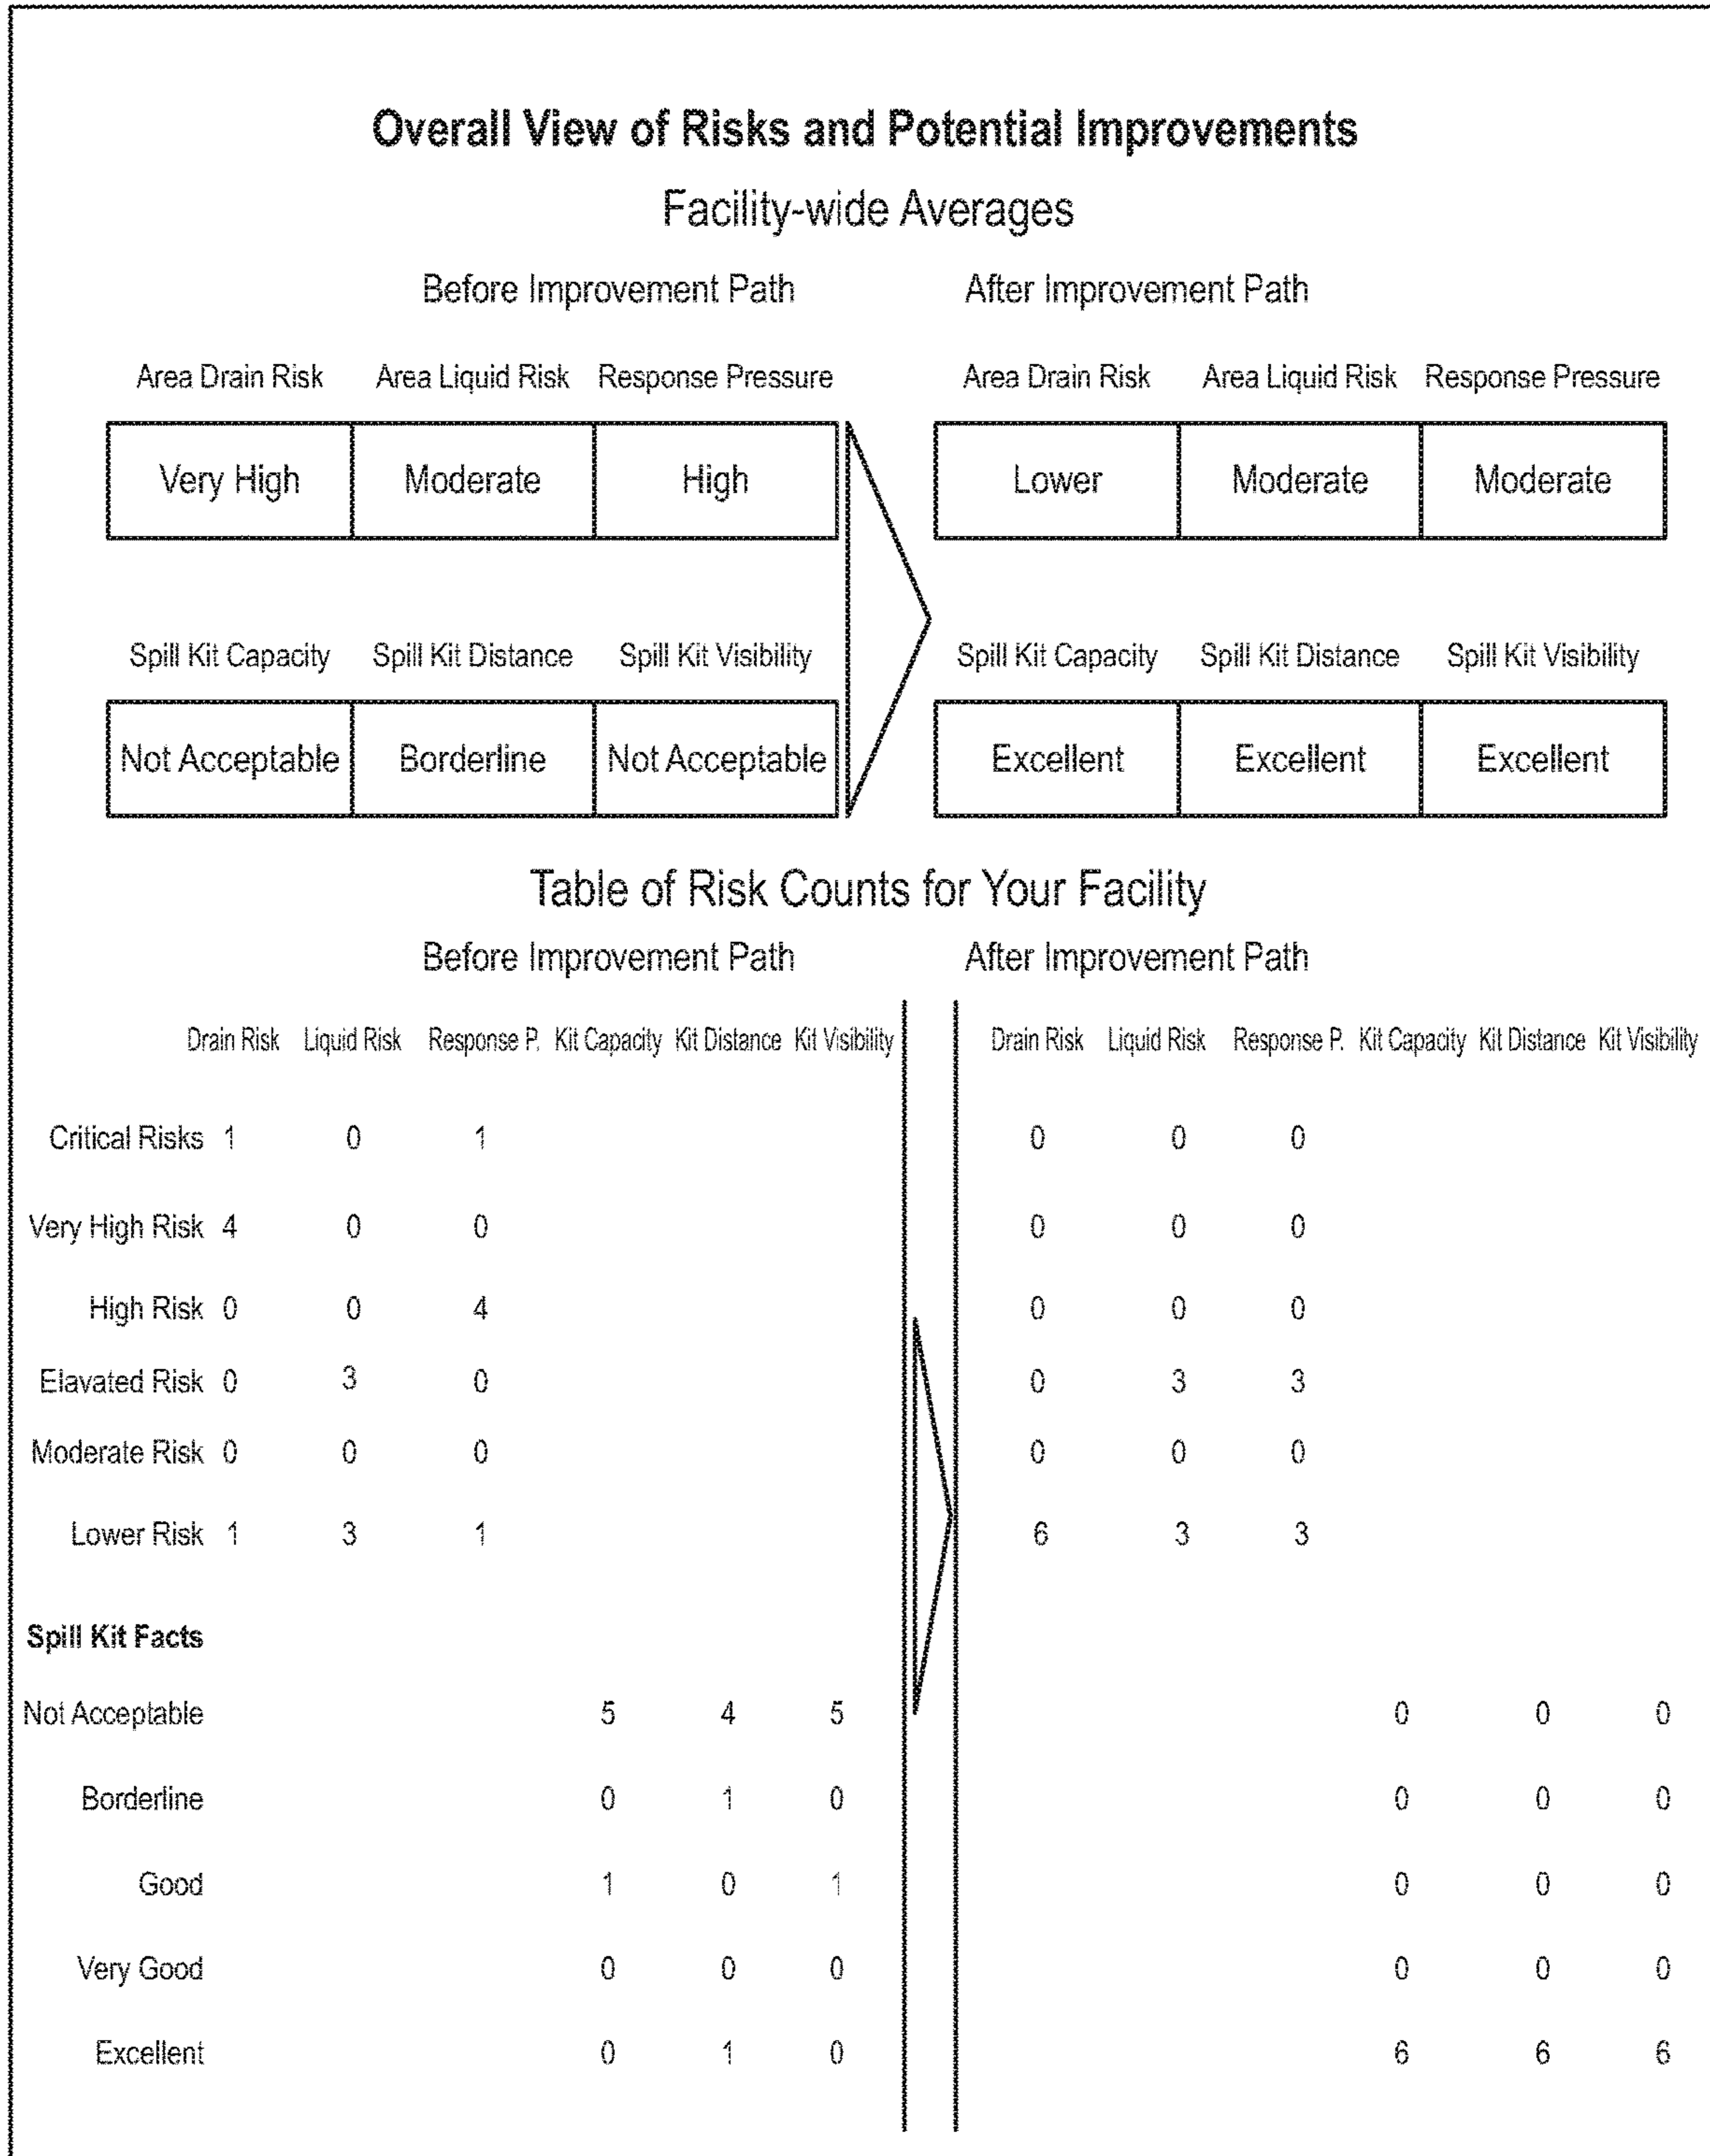 Overall View of Risks and Potential Improvements
Facility-wide Averages
Before Improvement Path After Improvement Path
Area Drain Risk Area Liquid Risk Response Pressure Area Drain Risk Area Liquid Risk Response Pressure
Very High Moderate High Lower Moderate Moderate
Spill Kit Capacity Spill Kit Distance Spill Kit Visibility Spill Kit Capacity Spill Kit Distance Spill Kit Visibility
Not Acceptable Borderline Not Acceptable Excellent Excellent Excellent
Table of Risk Counts for Your Facility
Before Improvement Path After Improvement Path
Drain Risk Liquid Risk Response P. Kit Capacity Kit Distance Kit Visibility Drain Risk Liquid Risk Response P. Kit Capacity Kit Distance Kit Visibility
Critical Risks 1 0 1 0 0 0
Very High Risk 4 0 0 0 0 0
High Risk 0 0 4 0 0 0
Elavated Risk 0 3 0 0 3 3
Moderate Risk 0 0 0 0 0 0
Lower Risk 1 3 1 6 3 3
Spill Kit Facts
Not Acceptable 5 4 5 0 0 0
Borderline 0 1 0 0 0 0
Good 1 0 1 0 0 0
Very Good 0 0 0 0 0 0
Excellent 0 1 0 6 6 6